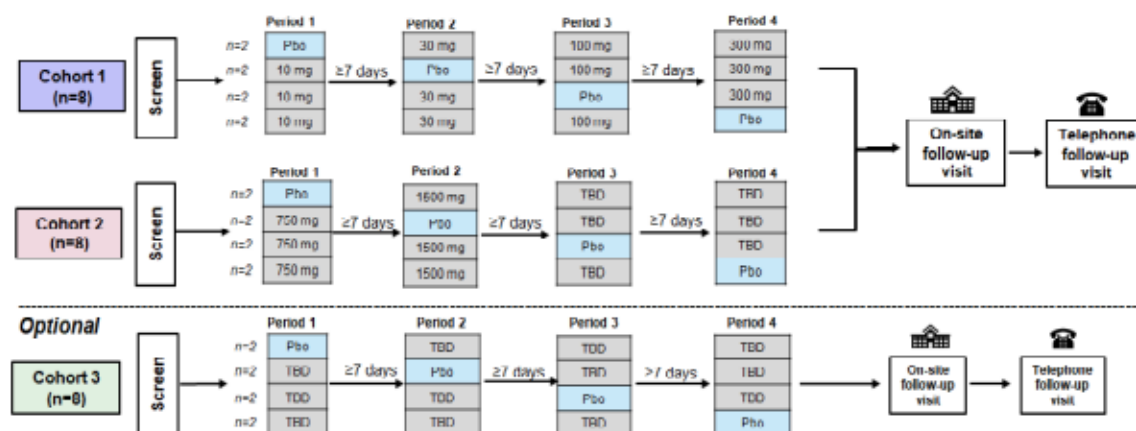 Period 1 Period 2 Period 3 Period 4
n=2 Pbo 30 mg 100 mg 300 mg
Cohort 1 (n=8) Screen n=2 10 mg ≥7 days Pbo ≥7 days 100 mg ≥7 days 300 mg
n=2 10 mg 30 mg Pbo 300 mg
n=2 10 mg 30 mg 100 mg Pbo
On-site follow-up visit
Telephone follow-up visit
Period 1 Period 2 Period 3 Period 4
n=2 Pbo 1500 mg TBD TBD
Cohort 2 (n=8) Screen n=2 750 mg ≥7 days Pbo ≥7 days TBD ≥7 days TBD
n=2 750 mg 1500 mg Pbo TBD
n=2 750 mg 1500 mg TBD Pbo
Optional
Period 1 Period 2 Period 3 Period 4
n=2 Pbo TBD TBD TBD
Cohort 3 (n=8) Screen n=2 TBD ≥7 days Pbo ≥7 days TBD >7 days TBD
n=2 TBD TBD Pbo TBD
n=2 TBD TBD TBD Pbo
On-site follow-up visit
Telephone follow-up visit